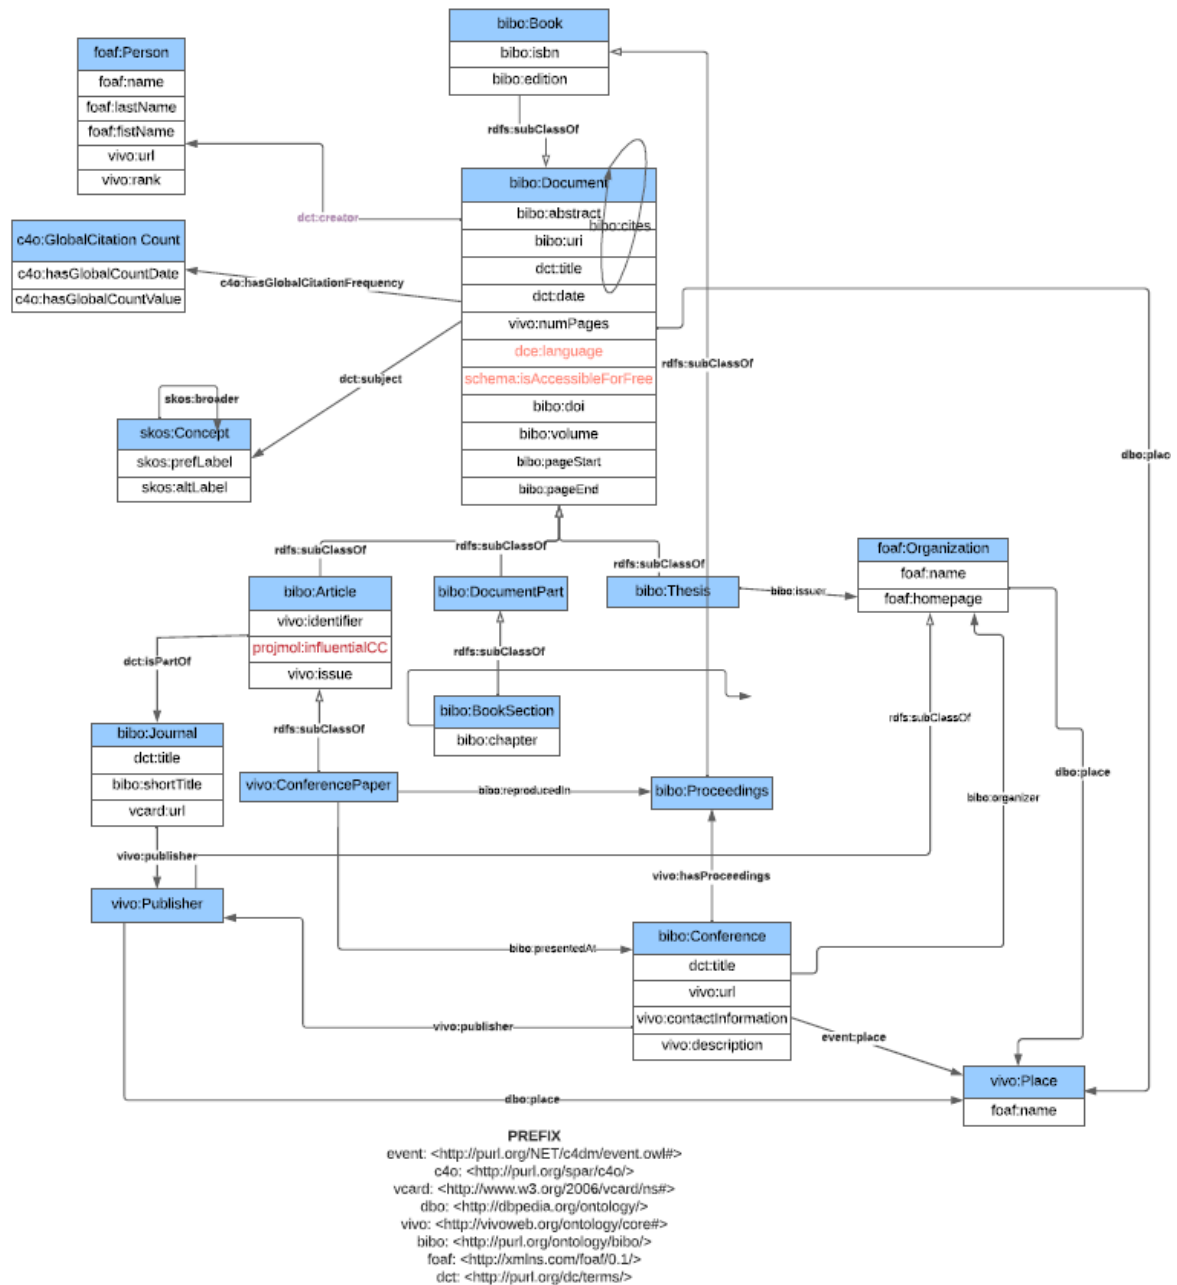 bibo:Book
bibo:isbn
bibo:edition
rdfs:subClassOf
foaf:Person
foaf:name
foaf:lastName
foaf:fistName
vivo:url
vivo:rank
dct:creator
c4o:GlobalCitation Count
c4o:hasGlobalCountDate
c4o:hasGlobalCountValue
c4o:hasGlobalCitationFrequency
bibo:Document
bibo:abstract
bibo:cites
bibo:uri
dct:title
dct:date
vivo:numPages
dce:language
schema:isAccessibleForFree
bibo:doi
bibo:volume
bibo:pageStart
bibo:pageEnd
rdfs:subClassOf
dct:subject
skos:broader
skos:Concept
skos:prefLabel
skos:altLabel
dbo:plac
rdfs:subClassOf
rdfs:subClassOf
rdfs:subClassOf
bibo:Article
vivo:identifier
projmol:influentialCC
vivo:issue
bibo:DocumentPart
bibo:Thesis
bibo:issuer
foaf:Organization
foaf:name
foaf:homepage
dct:isPartOf
rdfs:subClassOf
rdfs:subClassOf
bibo:BookSection
bibo:chapter
rdfs:subClassOf
bibo:Journal
dct:title
bibo:shortTitle
vcard:url
vivo:ConferencePaper
bibo:reproducedIn
bibo:Proceedings
bibo:organizer
dbo:place
vivo:publisher
vivo:Publisher
vivo:hasProceedings
bibo:presentedAt
bibo:Conference
dct:title
vivo:url
vivo:contactInformation
vivo:description
vivo:publisher
event:place
dbo:place
vivo:Place
foaf:name
PREFIX
event: <http://purl.org/NET/c4dm/event.owl#>
c4o: <http://purl.org/spar/c4o/>
vcard: <http://www.w3.org/2006/vcard/ns#>
dbo: <http://dbpedia.org/ontology/>
vivo: <http://vivoweb.org/ontology/core#>
bibo: <http://purl.org/ontology/bibo/>
foaf: <http://xmlns.com/foaf/0.1/>
dct: <http://purl.org/dc/terms/>